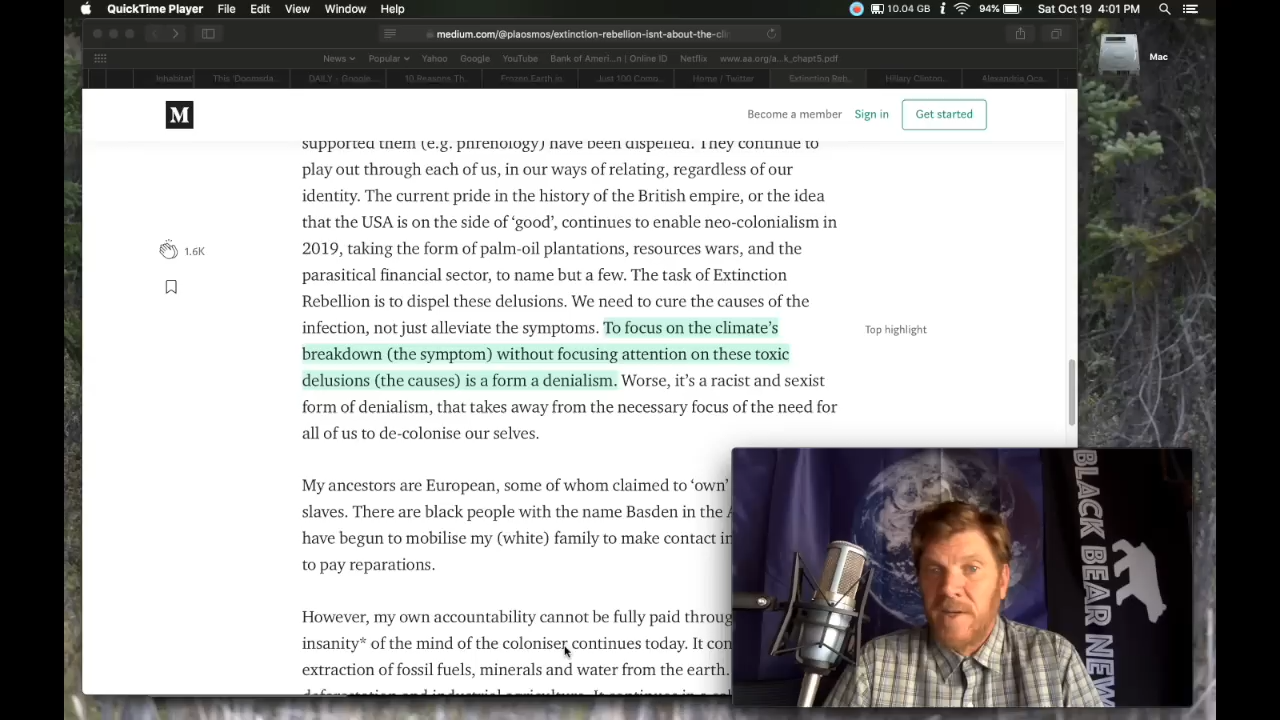 QuickTime Player File Edit View Window Help 10.04 GB 94% Sat Oct 19 4:01 PM
medium.com/@plaosmos/extinction-rebellion-isnt-about-the-cli
Mac
News Popular Yahoo Google YouTube Bank of Ameri...n | Online ID Netflix www.aa.org/a...k_chapt5.pdf
Inhabitat' This 'Doomsda... DAILY - Google... 10 Reasons Th... Frozen Earth in... Just 100 Comp... Home / Twitter Extinction Reb... Hillary Clinton... Alexandria Oca...
M
Become a member Sign in Get started
supported them (e.g. phrenology) have been dispelled. They continue to
play out through each of us, in our ways of relating, regardless of our
identity. The current pride in the history of the British empire, or the idea
that the USA is on the side of ‘good’, continues to enable neo-colonialism in
1.6K
2019, taking the form of palm-oil plantations, resources wars, and the
parasitical financial sector, to name but a few. The task of Extinction
Rebellion is to dispel these delusions. We need to cure the causes of the
infection, not just alleviate the symptoms. To focus on the climate’s
Top highlight
breakdown (the symptom) without focusing attention on these toxic
delusions (the causes) is a form a denialism. Worse, it’s a racist and sexist
form of denialism, that takes away from the necessary focus of the need for
all of us to de-colonise our selves.
My ancestors are European, some of whom claimed to ‘own’
slaves. There are black people with the name Basden in the
have begun to mobilise my (white) family to make contact
to pay reparations.
However, my own accountability cannot be fully paid
insanity* of the mind of the coloniser continues today. It
extraction of fossil fuels, minerals and water from the earth.
deforestation and industrial agriculture. It continues in a
BLACK BEAR NEW